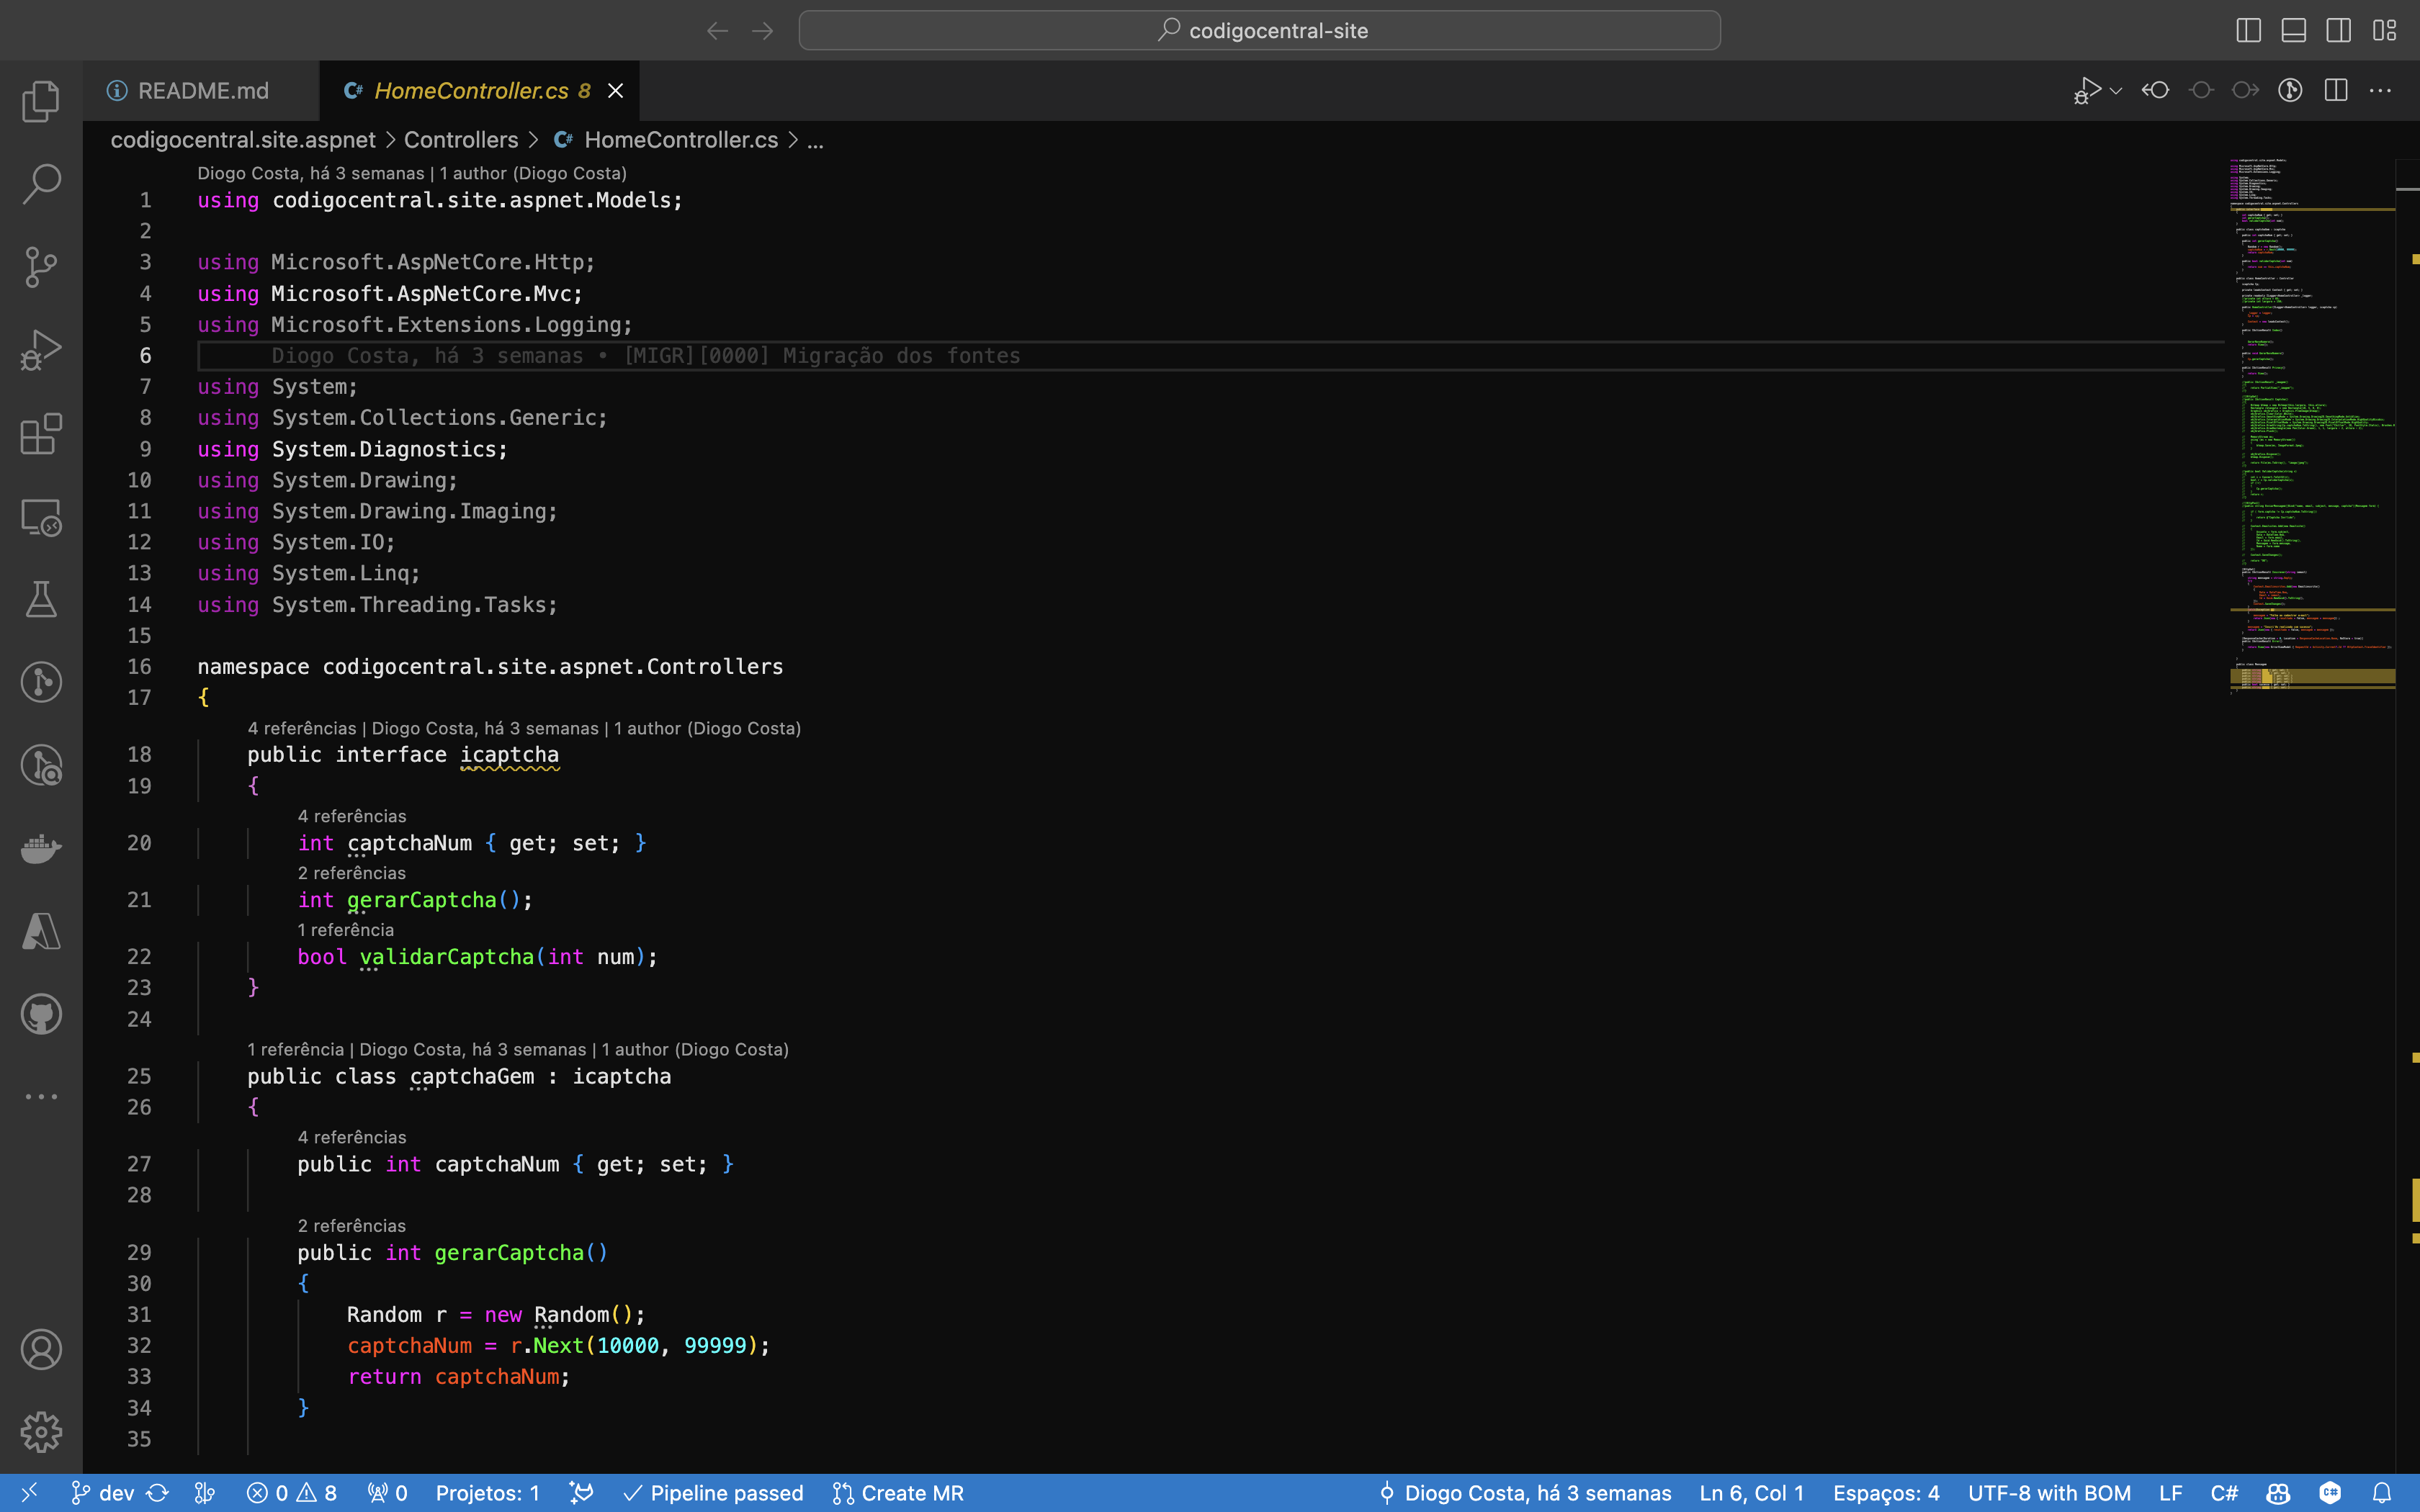 codigocentral-site
README.md
C# HomeController.cs 8
codigocentral.site.aspnet > Controllers > C# HomeController.cs > ...
Diogo Costa, há 3 semanas | 1 author (Diogo Costa)
1 using codigocentral.site.aspnet.Models;
2
3 using Microsoft.AspNetCore.Http;
4 using Microsoft.AspNetCore.Mvc;
5 using Microsoft.Extensions.Logging;
6 Diogo Costa, há 3 semanas • [MIGR][0000] Migração dos fontes
7 using System;
8 using System.Collections.Generic;
9 using System.Diagnostics;
10 using System.Drawing;
11 using System.Drawing.Imaging;
12 using System.IO;
13 using System.Linq;
14 using System.Threading.Tasks;
15
16 namespace codigocentral.site.aspnet.Controllers
17 {
4 referências | Diogo Costa, há 3 semanas | 1 author (Diogo Costa)
18 public interface icaptcha
19 {
4 referências
20 int captchaNum { get; set; }
2 referências
21 int gerarCaptcha();
1 referência
22 bool validarCaptcha(int num);
23 }
24
1 referência | Diogo Costa, há 3 semanas | 1 author (Diogo Costa)
25 public class captchaGem : icaptcha
26 {
4 referências
27 public int captchaNum { get; set; }
28
2 referências
29 public int gerarCaptcha()
30 {
31 Random r = new Random();
32 captchaNum = r.Next(10000, 99999);
33 return captchaNum;
34 }
35
dev 0 8 0 Projetos: 1 Pipeline passed Create MR Diogo Costa, há 3 semanas Ln 6, Col 1 Espaços: 4 UTF-8 with BOM LF C#